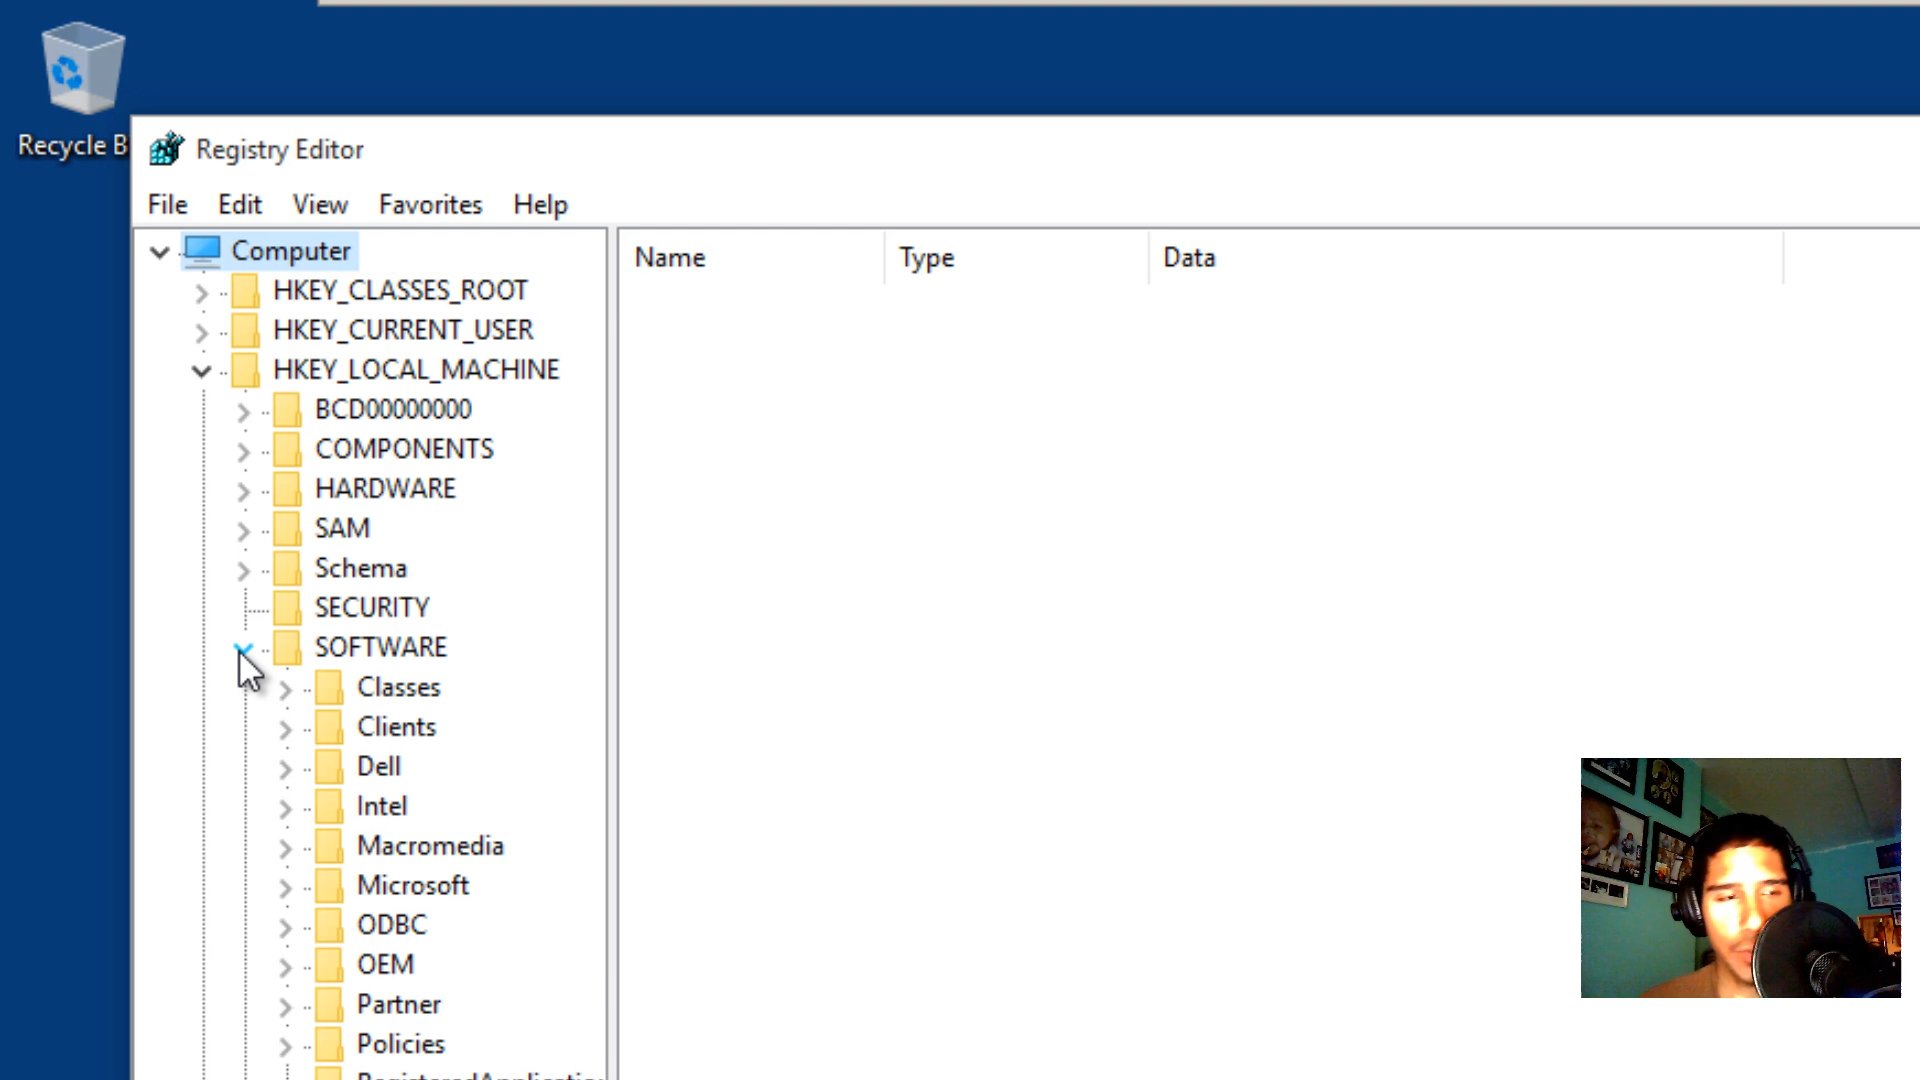 Recycle B
Registry Editor
File Edit View Favorites Help
Computer
HKEY_CLASSES_ROOT
HKEY_CURRENT_USER
HKEY_LOCAL_MACHINE
BCD00000000
COMPONENTS
HARDWARE
SAM
Schema
SECURITY
SOFTWARE
Classes
Clients
Dell
Intel
Macromedia
Microsoft
ODBC
OEM
Partner
Policies
Name Type Data